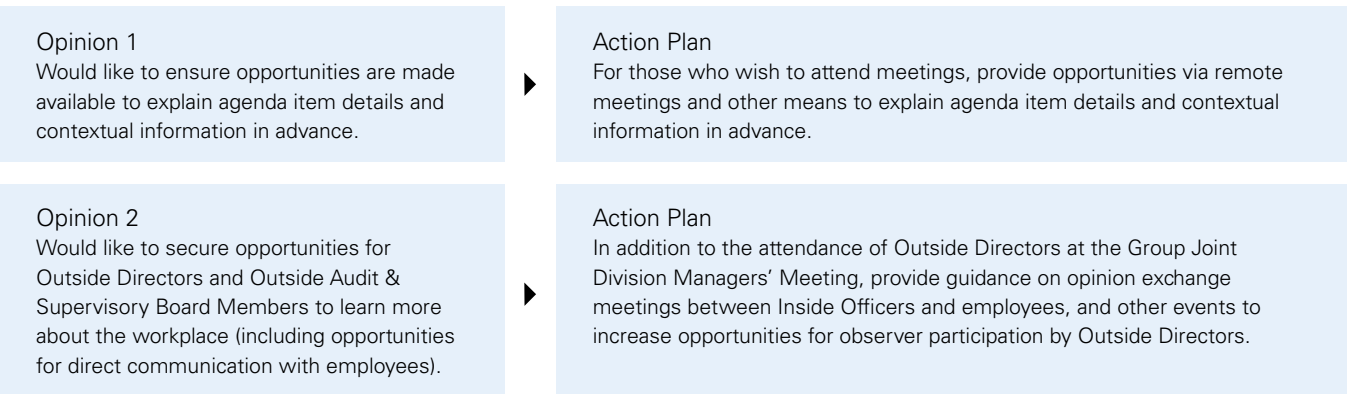 Opinion 1
Would like to ensure opportunities are made
available to explain agenda item details and
contextual information in advance.
Action Plan
For those who wish to attend meetings, provide opportunities via remote
meetings and other means to explain agenda item details and contextual
information in advance.
Opinion 2
Would like to secure opportunities for
Outside Directors and Outside Audit &
Supervisory Board Members to learn more
about the workplace (including opportunities
for direct communication with employees).
Action Plan
In addition to the attendance of Outside Directors at the Group Joint
Division Managers’ Meeting, provide guidance on opinion exchange
meetings between Inside Officers and employees, and other events to
increase opportunities for observer participation by Outside Directors.